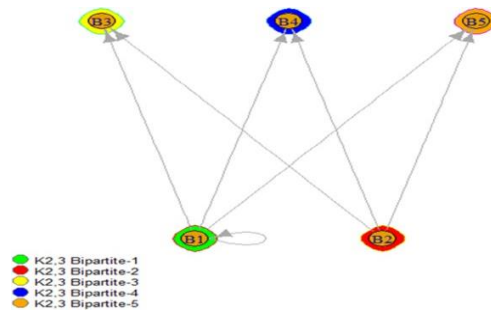 B3 B4 B5
B1 B2
K2,3 Bipartite-1
K2,3 Bipartite-2
K2,3 Bipartite-3
K2,3 Bipartite-4
K2,3 Bipartite-5